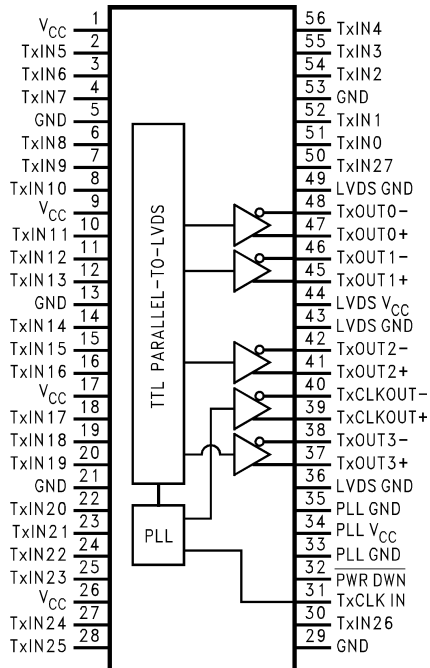 VCC 1
TxIN5 2
TxIN6 3
TxIN7 4
GND 5
TxIN8 6
TxIN9 7
TxIN10 8
VCC 9
TxIN11 10
TxIN12 11
TxIN13 12
GND 13
TxIN14 14
TxIN15 15
TxIN16 16
VCC 17
TxIN17 18
TxIN18 19
TxIN19 20
GND 21
TxIN20 22
TxIN21 23
TxIN22 24
TxIN23 25
VCC 26
TxIN24 27
TxIN25 28
TTL PARALLEL-TO-LVDS
PLL
56 TxIN4
55 TxIN3
54 TxIN2
53 GND
52 TxIN1
51 TxIN0
50 TxIN27
49 LVDS GND
48 TxOUT0-
47 TxOUT0+
46 TxOUT1-
45 TxOUT1+
44 LVDS VCC
43 LVDS GND
42 TxOUT2-
41 TxOUT2+
40 TxCLKOUT-
39 TxCLKOUT+
38 TxOUT3-
37 TxOUT3+
36 LVDS GND
35 PLL GND
34 PLL VCC
33 PLL GND
32 PWR DWN
31 TxCLK IN
30 TxIN26
29 GND